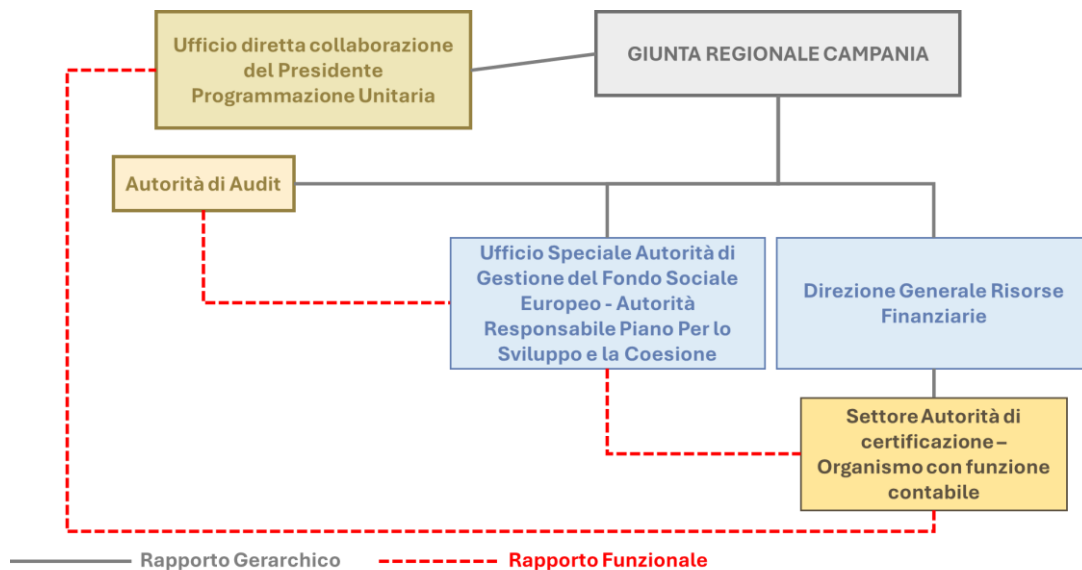 Ufficio diretta collaborazione
del Presidente
Programmazione Unitaria
GIUNTA REGIONALE CAMPANIA
Autorità di Audit
Ufficio Speciale Autorità di
Gestione del Fondo Sociale
Europeo - Autorità
Responsabile Piano Per lo
Sviluppo e la Coesione
Direzione Generale Risorse
Finanziarie
Settore Autorità di
certificazione –
Organismo con funzione
contabile
Rapporto Gerarchico
Rapporto Funzionale